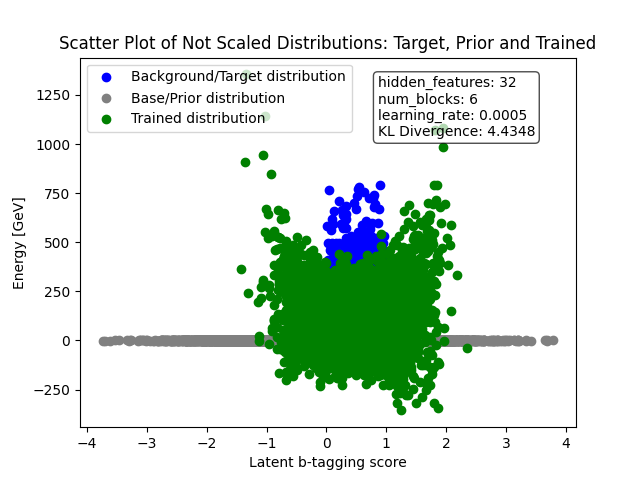 Scatter Plot of Not Scaled Distributions: Target, Prior and Trained
Background/Target distribution
Base/Prior distribution
Trained distribution
hidden_features: 32
num_blocks: 6
learning_rate: 0.0005
KL Divergence: 4.4348
Energy [GeV]
1250
1000
750
500
250
0
−250
−4
−3
−2
−1
0
1
2
3
4
Latent b-tagging score